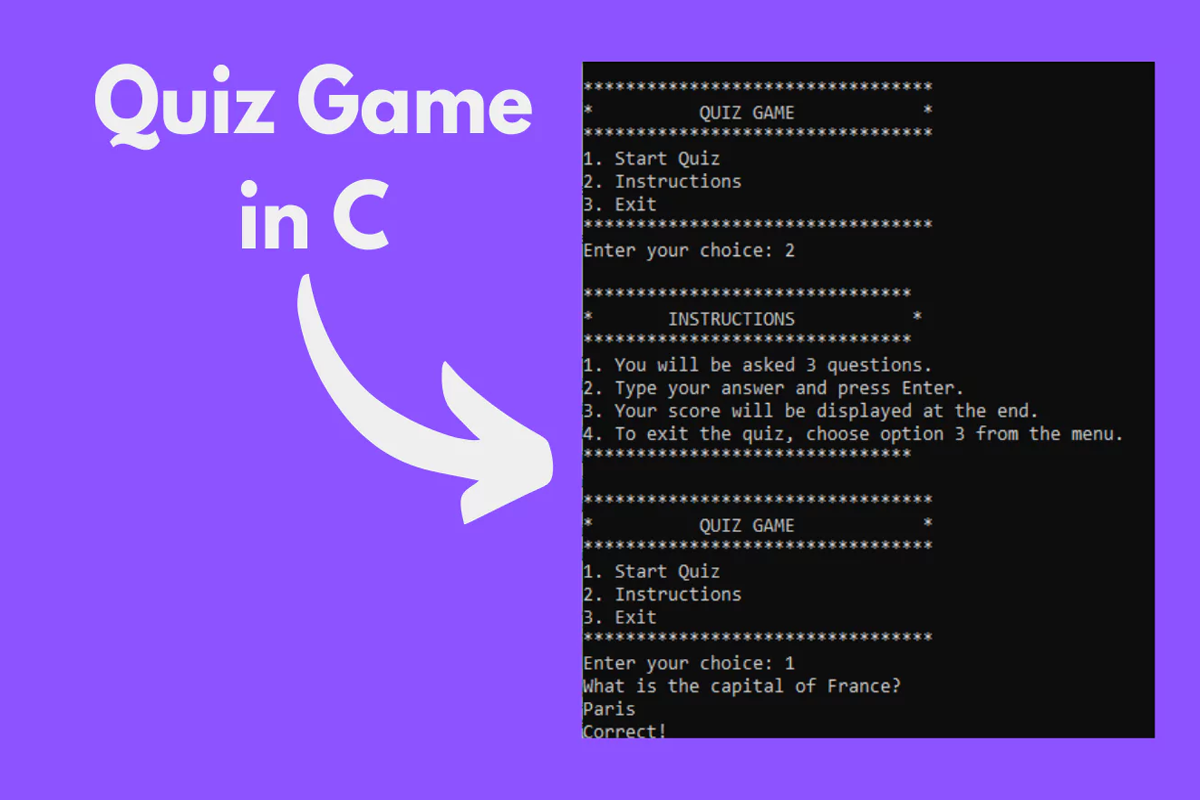 Quiz Game
in C
*********************************
*          QUIZ GAME            *
*********************************
1. Start Quiz
2. Instructions
3. Exit
*********************************
Enter your choice: 2
*******************************
*       INSTRUCTIONS           *
*******************************
1. You will be asked 3 questions.
2. Type your answer and press Enter.
3. Your score will be displayed at the end.
4. To exit the quiz, choose option 3 from the menu.
*******************************
*********************************
*          QUIZ GAME            *
*********************************
1. Start Quiz
2. Instructions
3. Exit
*********************************
Enter your choice: 1
What is the capital of France?
Paris
Correct!